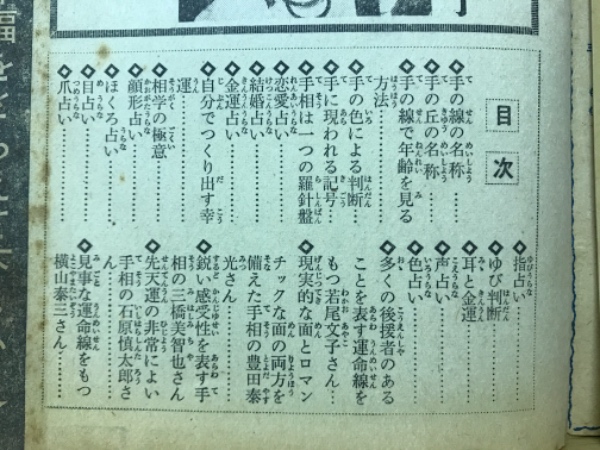 目次
◆手の線の名称………
◆手の丘の名称………
◆手の線で年齢を見る
方法………
◆手の色による判断…
◆手に現われる記号…
◆手相は一つの羅針盤
◆恋愛占い………
◆結婚占い………
◆金運占い………
◆自分でつくり出す幸
運………
◆相学の極意………
◆顔形占い………
◆ほくろ占い………
◆目占い………
◆爪占い………
◆指占い………
◆ゆび判断………
◆耳と金運………
◆声占い………
◆色占い………
◆多くの後援者のある
ことを表す運命線を
もつ若尾文子さん…
◆現実的な面とロマン
チックな面の両方を
備えた手相の豊田泰
光さん………
◆鋭い感受性を表す手
相の三橋美智也さん
◆先天運の非常によい
手相の石原慎太郎さ
ん………
◆見事な運命線をもつ
横山泰三さん………